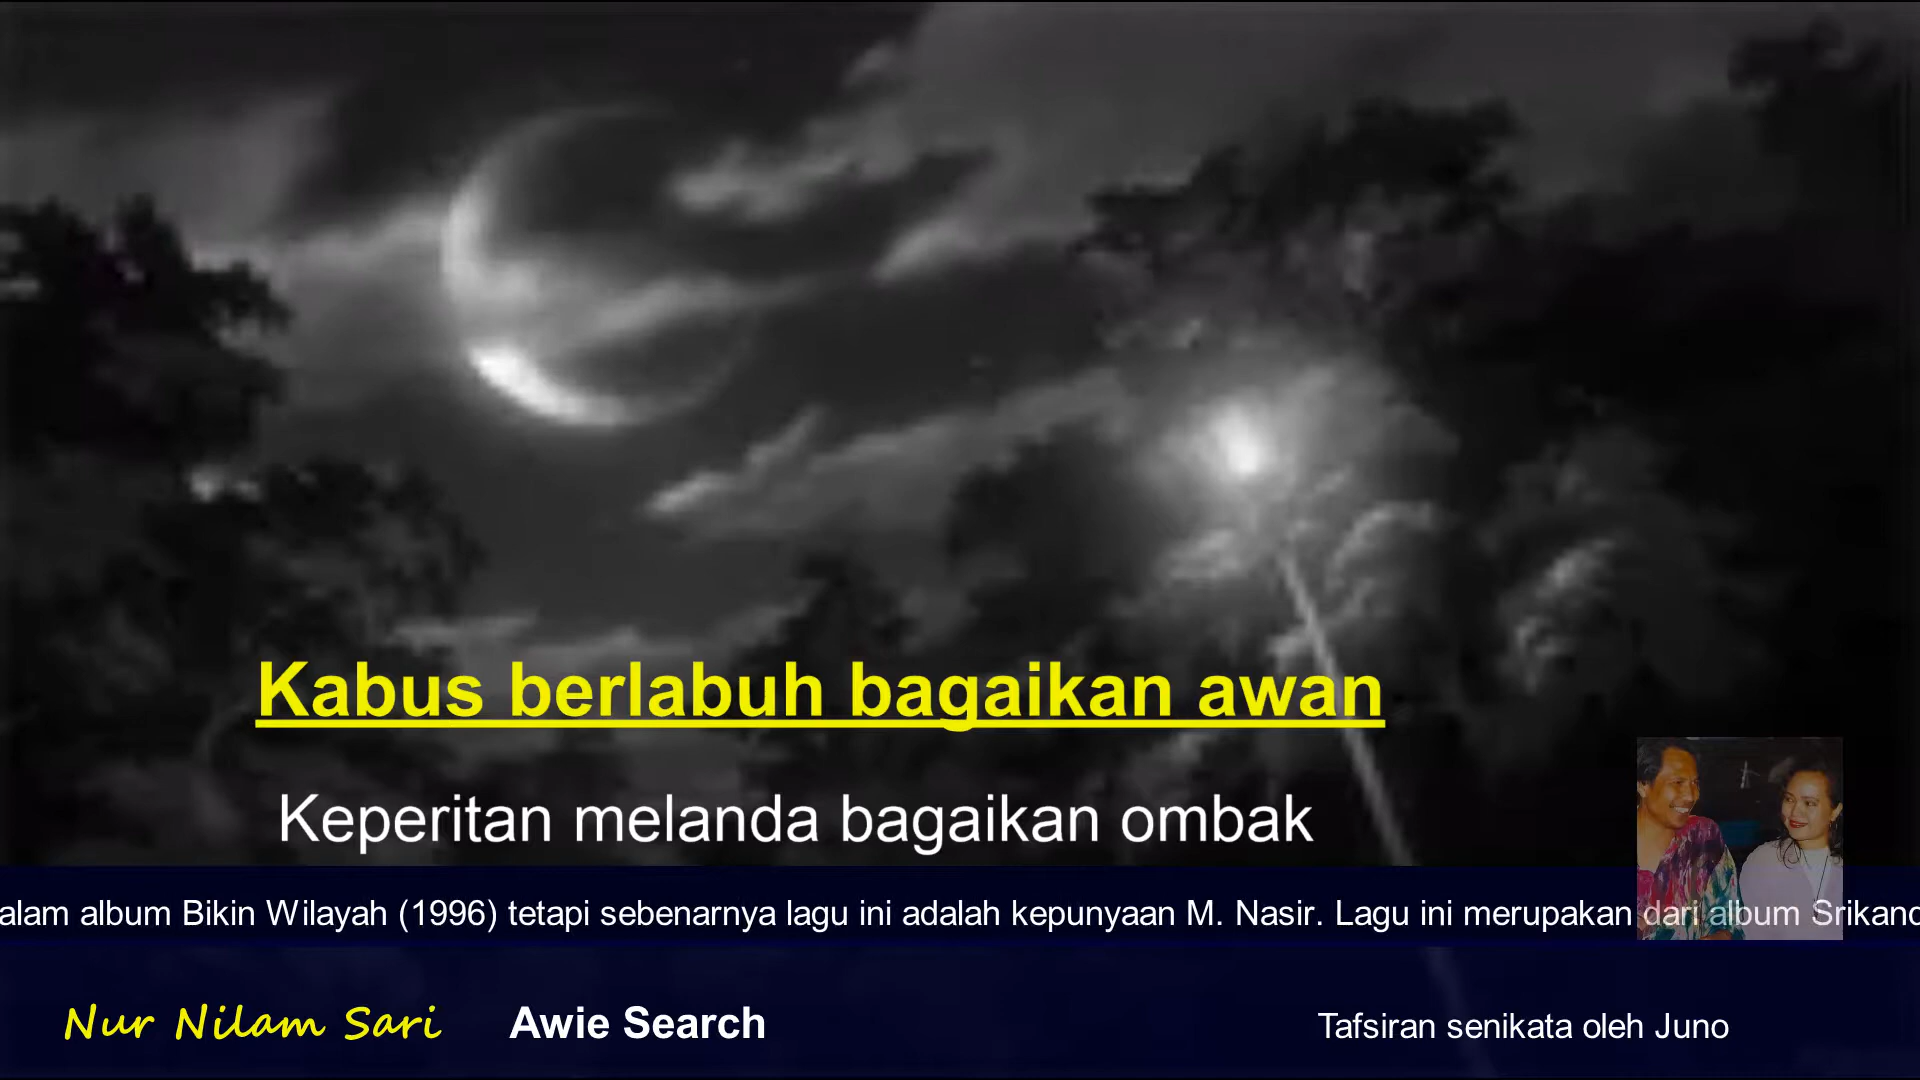 Kabus berlabuh bagaikan awan
Keperitan melanda bagaikan ombak
alam album Bikin Wilayah (1996) tetapi sebenarnya lagu ini adalah kepunyaan M. Nasir. Lagu ini merupakan dari album Srikand
Nur Nilam Sari Awie Search Tafsiran senikata oleh Juno